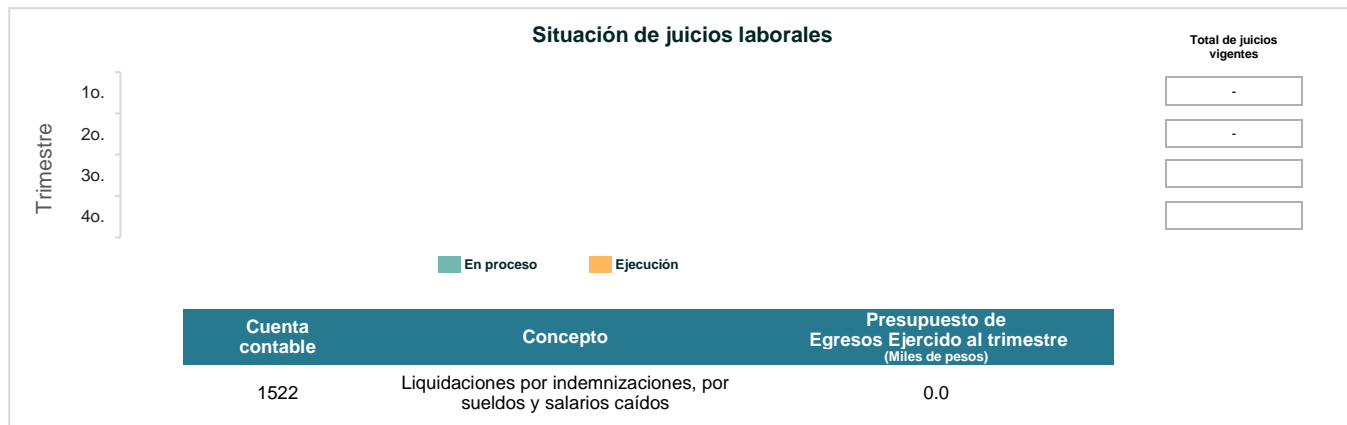 Situación de juicios laborales
Total de juicios
vigentes
Trimestre
1o.
-
2o.
-
3o.
4o.
En proceso
Ejecución
Cuenta
contable
Concepto
Presupuesto de
Egresos Ejercido al trimestre
(Miles de pesos)
1522
Liquidaciones por indemnizaciones, por
sueldos y salarios caídos
0.0